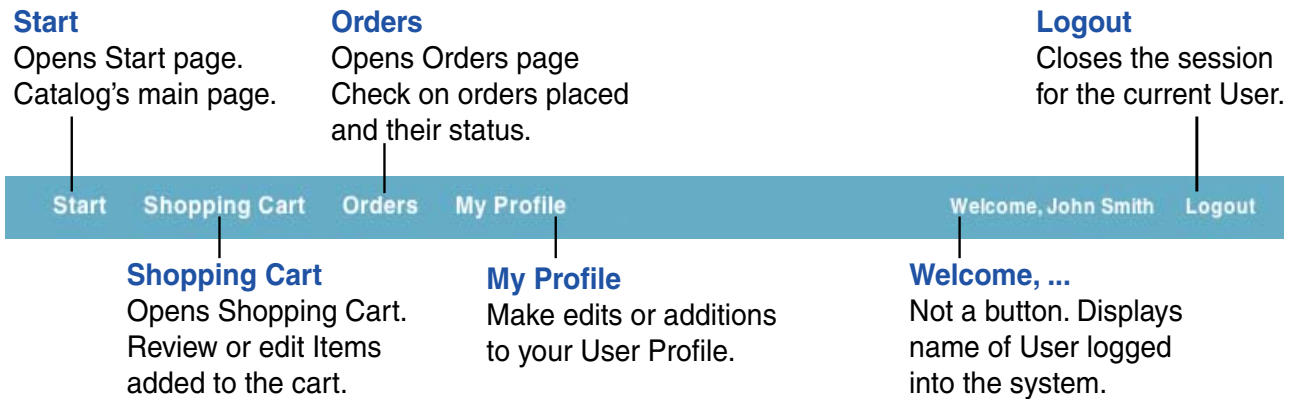 Start
Opens Start page.
Catalog's main page.
Orders
Opens Orders page
Check on orders placed
and their status.
Logout
Closes the session
for the current User.
Start Shopping Cart Orders My Profile Welcome, John Smith Logout
Shopping Cart
Opens Shopping Cart.
Review or edit Items
added to the cart.
My Profile
Make edits or additions
to your User Profile.
Welcome, ...
Not a button. Displays
name of User logged
into the system.